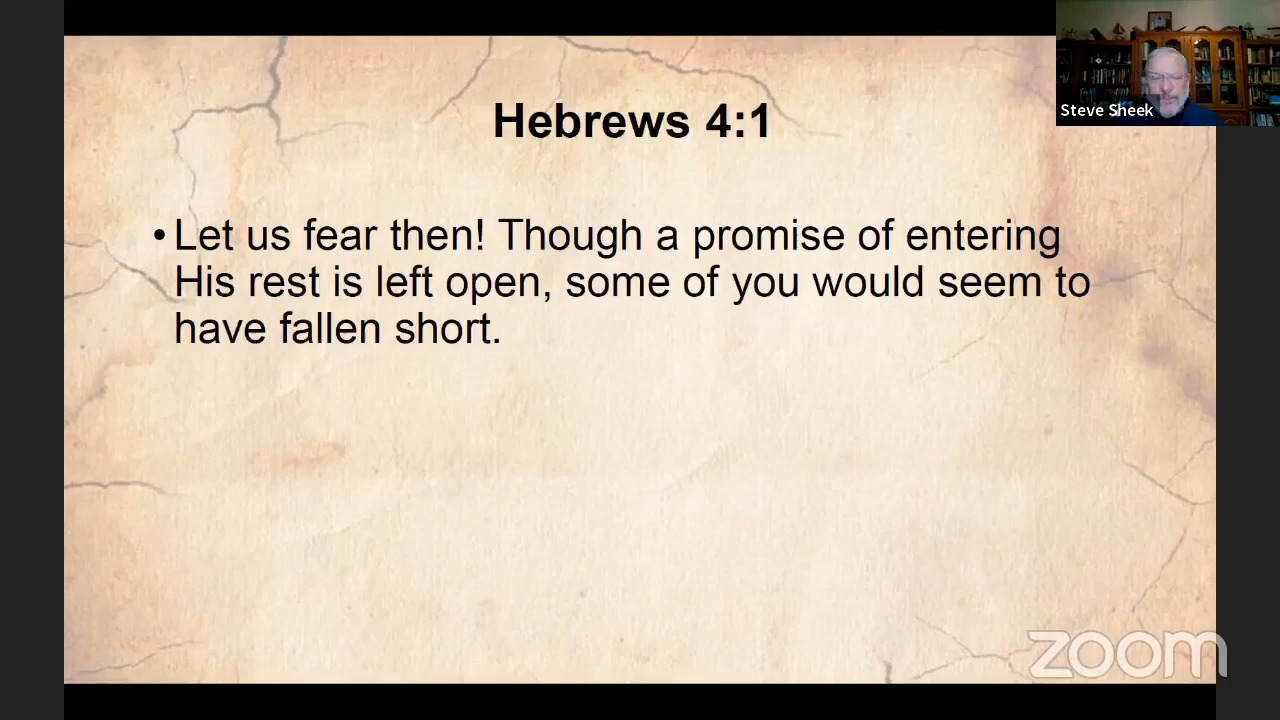 Hebrews 4:1
Steve Sheek
• Let us fear then! Though a promise of entering
His rest is left open, some of you would seem to
have fallen short.
zoom